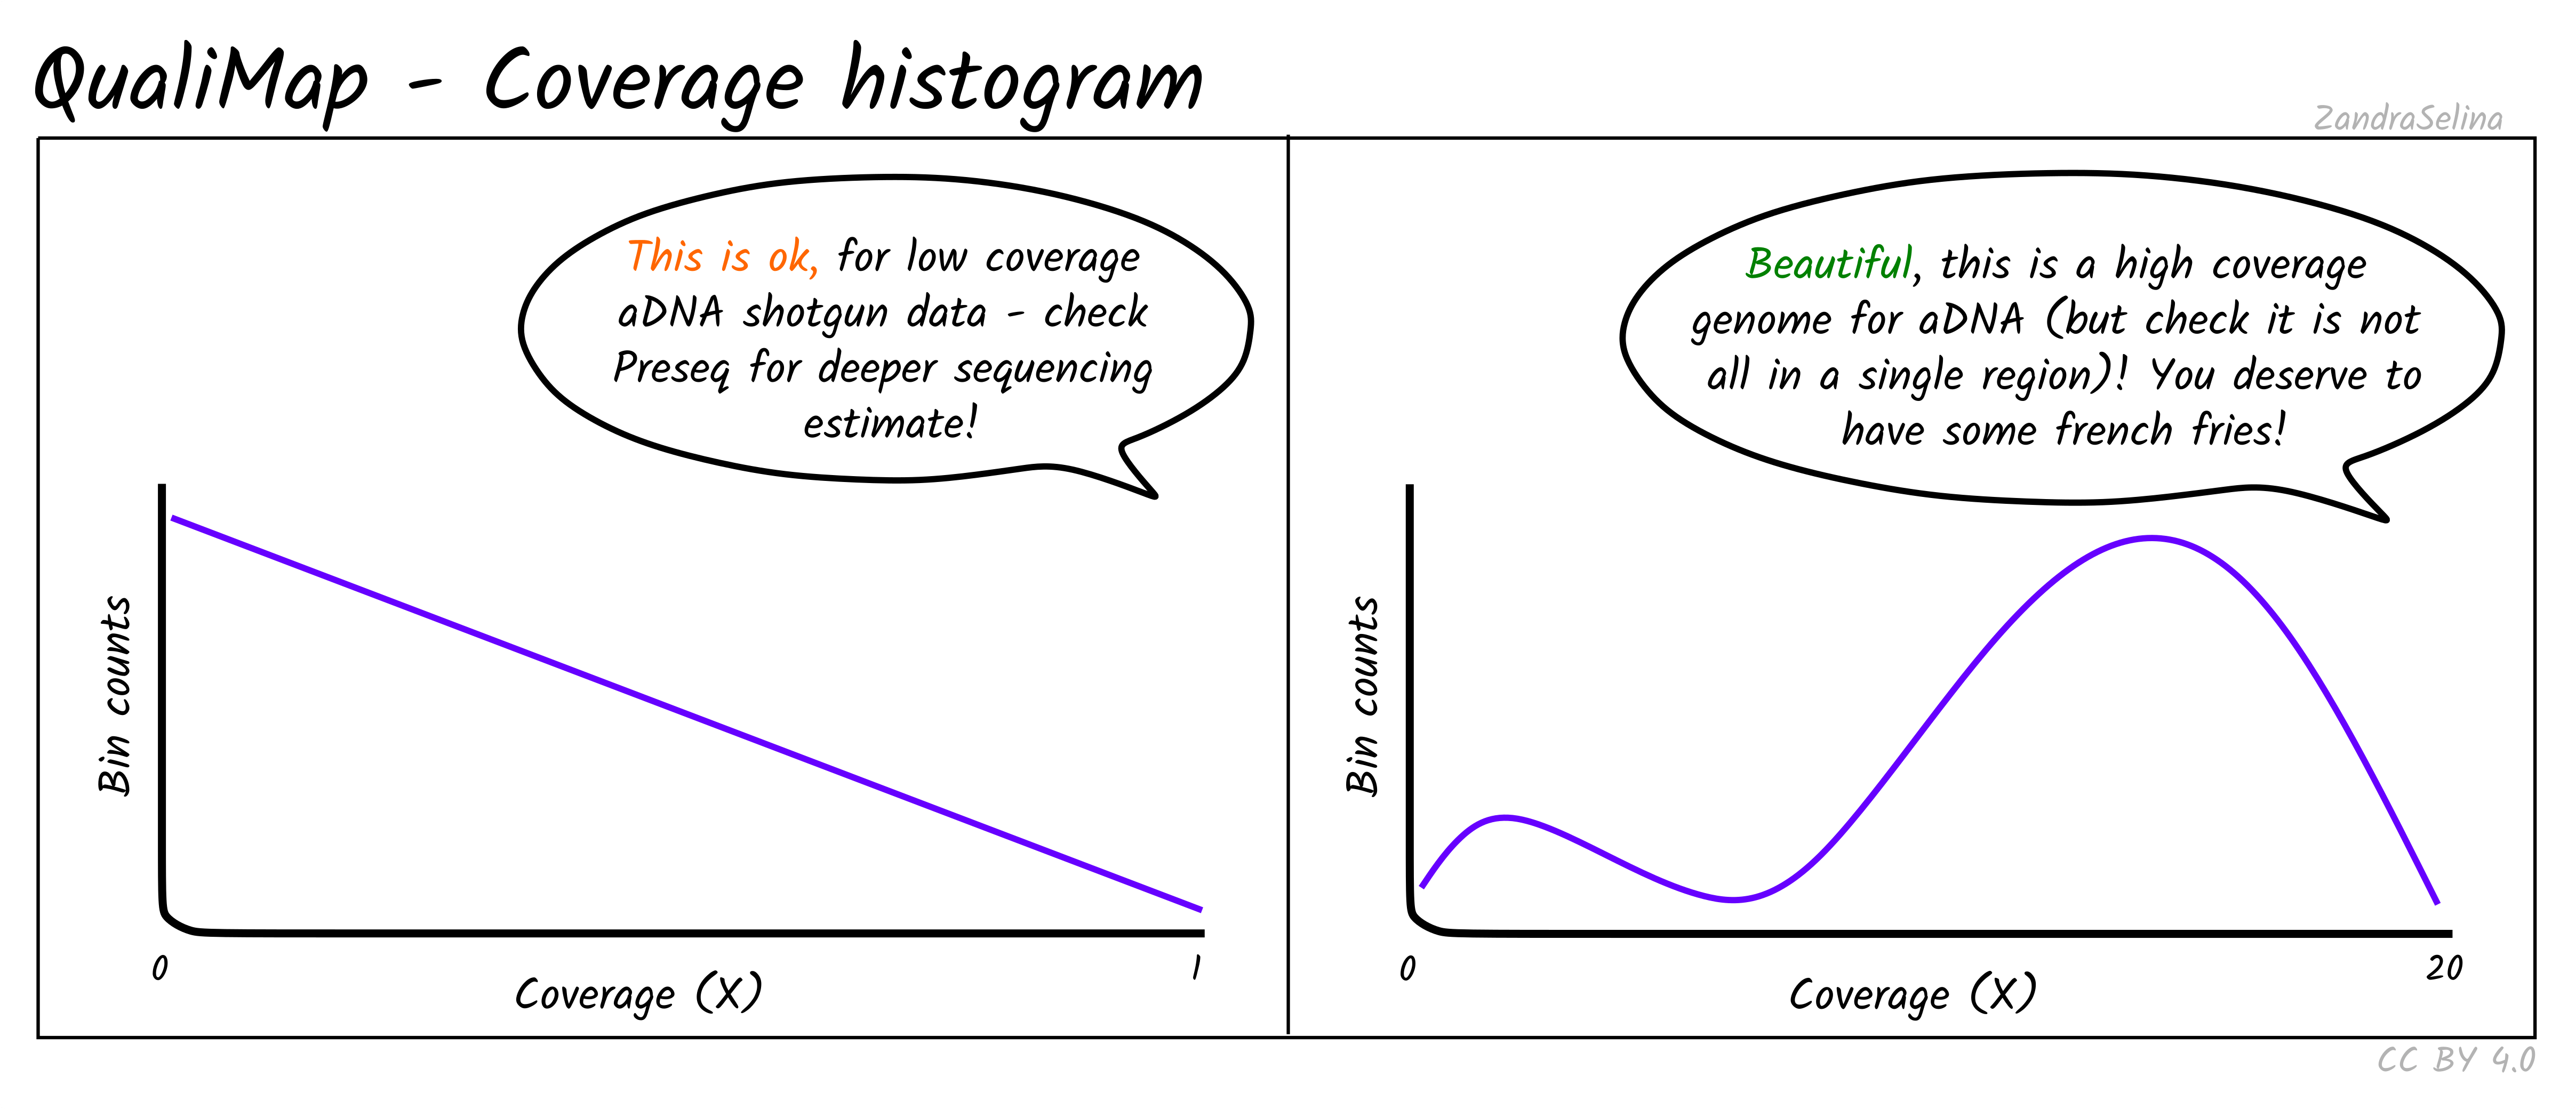 QualiMap - Coverage histogram
ZandraSelina
This is ok, for low coverage
aDNA shotgun data - check
Preseq for deeper sequencing
estimate!
Bin counts
0
1
Coverage (X)
Beautiful, this is a high coverage
genome for aDNA (but check it is not
all in a single region)! You deserve to
have some french fries!
Bin counts
0
20
Coverage (X)
CC BY 4.0